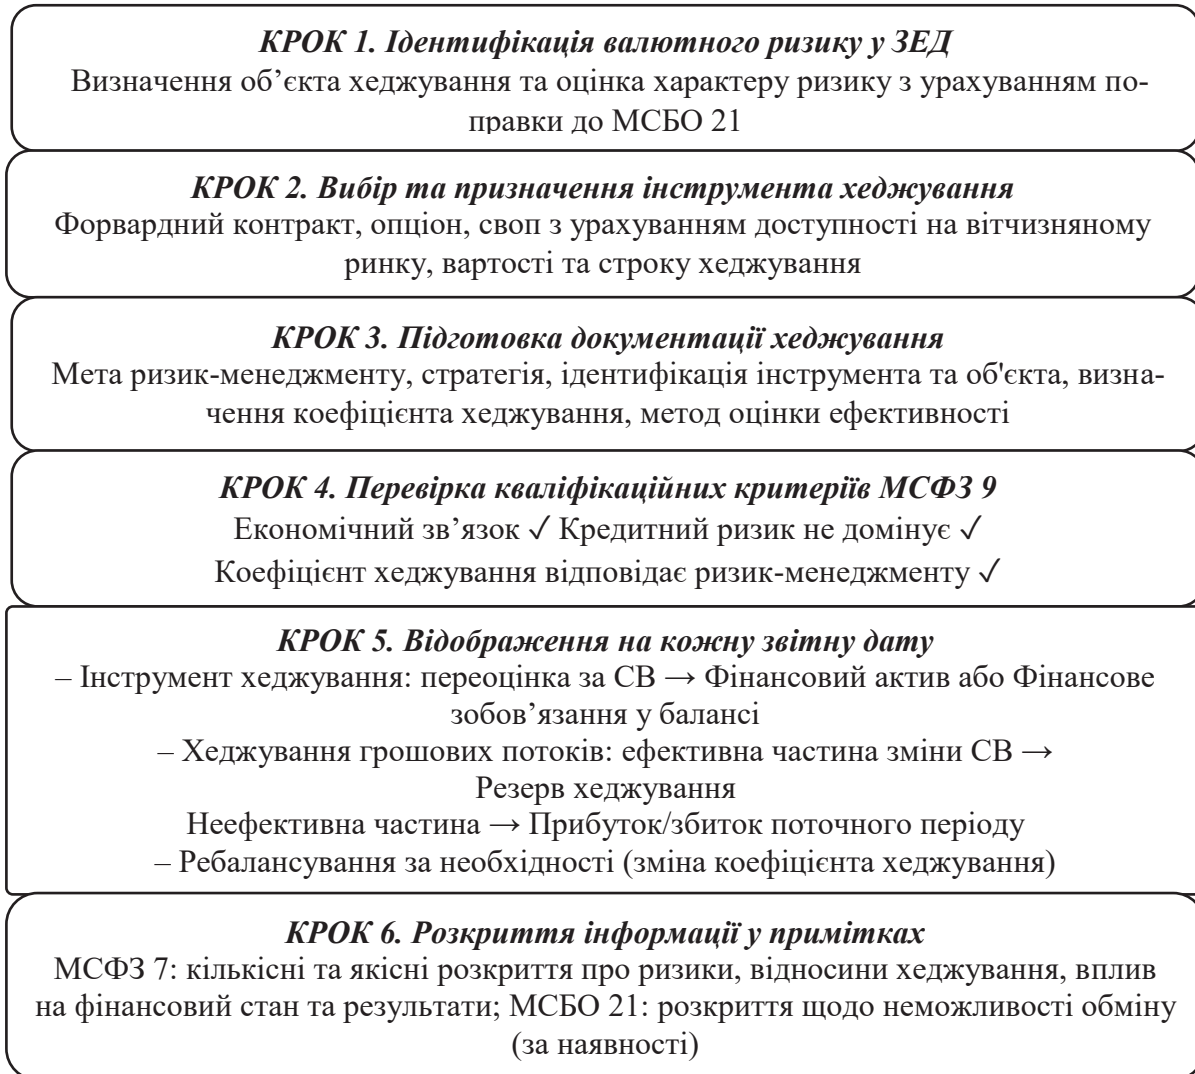 КРОК 1. Ідентифікація валютного ризику у ЗЕД
Визначення об’єкта хеджування та оцінка характеру ризику з урахуванням по-
правки до МСБО 21
КРОК 2. Вибір та призначення інструмента хеджування
Форвардний контракт, опціон, своп з урахуванням доступності на вітчизняному
ринку, вартості та строку хеджування
КРОК 3. Підготовка документації хеджування
Мета ризик-менеджменту, стратегія, ідентифікація інструмента та об'єкта, визна-
чення коефіцієнта хеджування, метод оцінки ефективності
КРОК 4. Перевірка кваліфікаційних критеріїв МСФЗ 9
Економічний зв’язок ✓ Кредитний ризик не домінує ✓
Коефіцієнт хеджування відповідає ризик-менеджменту ✓
КРОК 5. Відображення на кожну звітну дату
– Інструмент хеджування: переоцінка за СВ → Фінансовий актив або Фінансове
зобов’язання у балансі
– Хеджування грошових потоків: ефективна частина зміни СВ →
Резерв хеджування
Неефективна частина → Прибуток/збиток поточного періоду
– Ребалансування за необхідності (зміна коефіцієнта хеджування)
КРОК 6. Розкриття інформації у примітках
МСФЗ 7: кількісні та якісні розкриття про ризики, відносини хеджування, вплив
на фінансовий стан та результати; МСБО 21: розкриття щодо неможливості обміну
(за наявності)